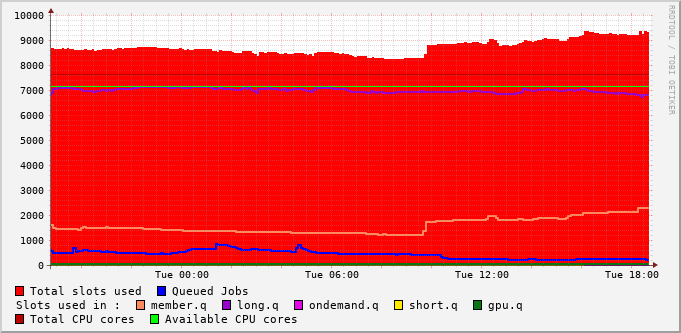 RRDTOOL / TOBI OETIKER
10000
9000
8000
7000
6000
5000
4000
3000
2000
1000
0
Tue 00:00 Tue 06:00 Tue 12:00 Tue 18:00
Total slots used Queued Jobs
Slots used in : member.q long.q ondemand.q short.q gpu.q
Total CPU cores Available CPU cores